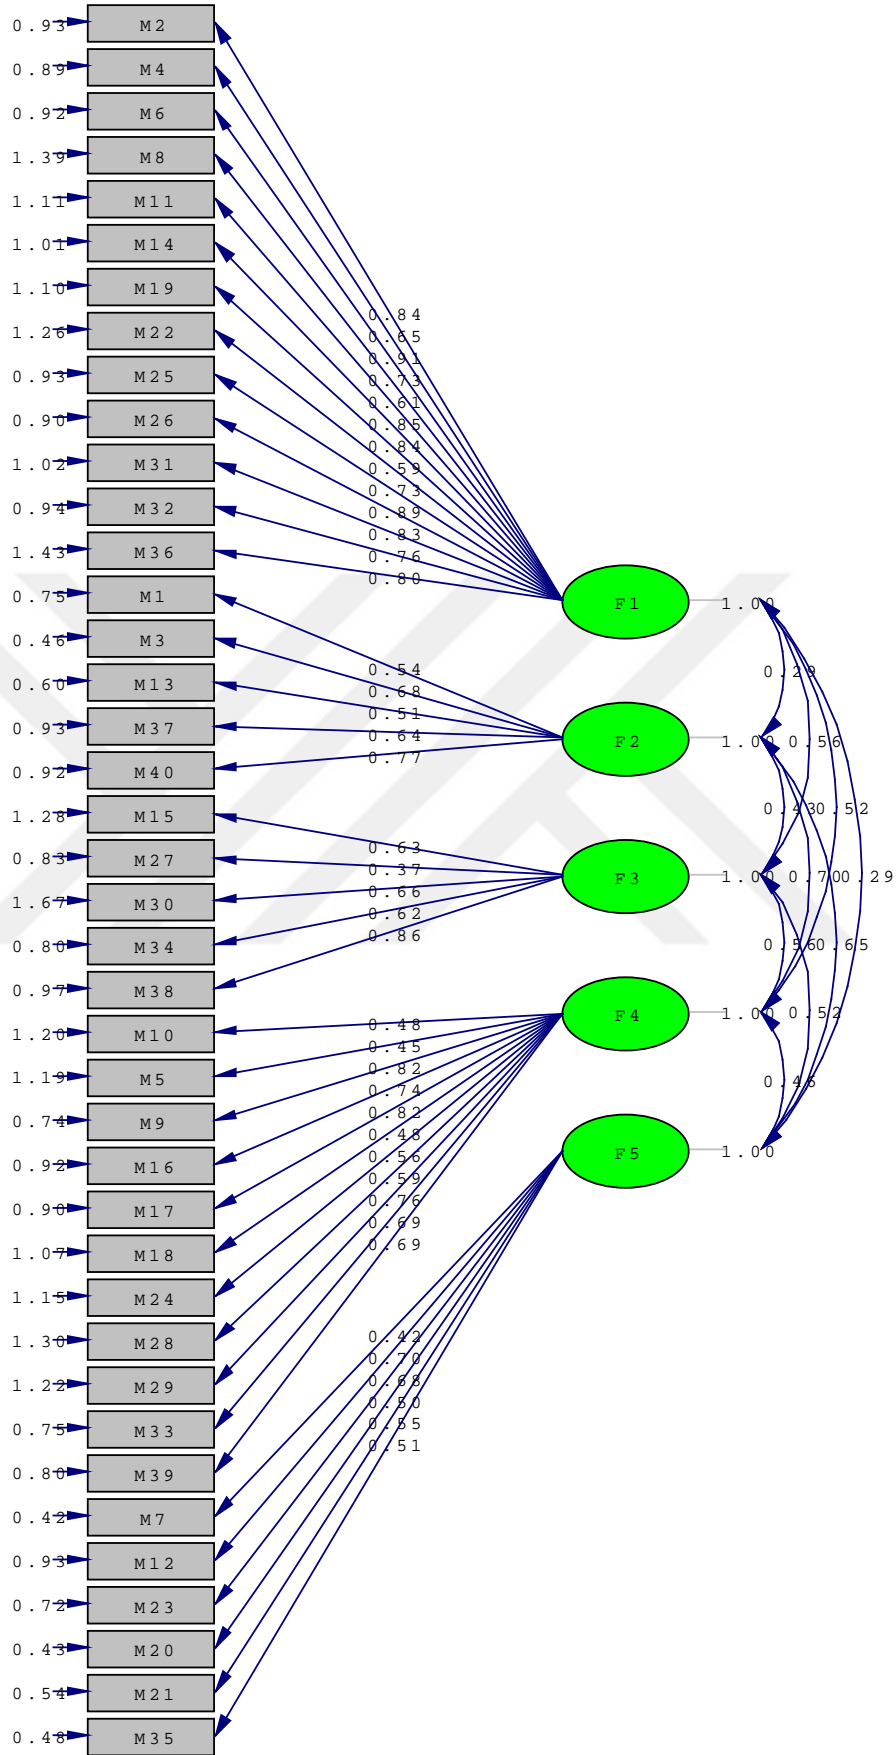 0.93 M2
0.89 M4
0.92 M6
1.39 M8
1.11 M11
1.01 M14
1.10 M19
0.84
1.26 M22
0.65
0.91
0.93 M25
0.73
0.61
0.90 M26
0.85
0.84
1.02 M31
0.59
0.73
0.94 M32
0.89
0.83
1.43 M36
0.76
0.80
0.75 M1
F1 1.00
0.46 M3
0.54 0.29
0.60 M13
0.68
0.51
0.93 M37
0.64 F2 1.00 0.56
0.77
0.92 M40
0.43 0.52
1.28 M15
0.63
0.83 M27
0.37 F3 1.00 0.70 0.29
0.66
1.67 M30
0.62
0.86
0.80 M34 0.56 0.65
0.97 M38
F4 1.00 0.52
0.48
1.20 M10
0.45
0.82
1.19 M5 0.46
0.74
0.82
0.74 M9
0.48
0.56 F5 1.00
0.92 M16
0.59
0.76
0.90 M17
0.69
0.69
1.07 M18
1.15 M24
1.30 M28
0.42
0.70
1.22 M29
0.68
0.50
0.75 M33
0.55
0.51
0.80 M39
0.42 M7
0.93 M12
0.72 M23
0.43 M20
0.54 M21
0.48 M35